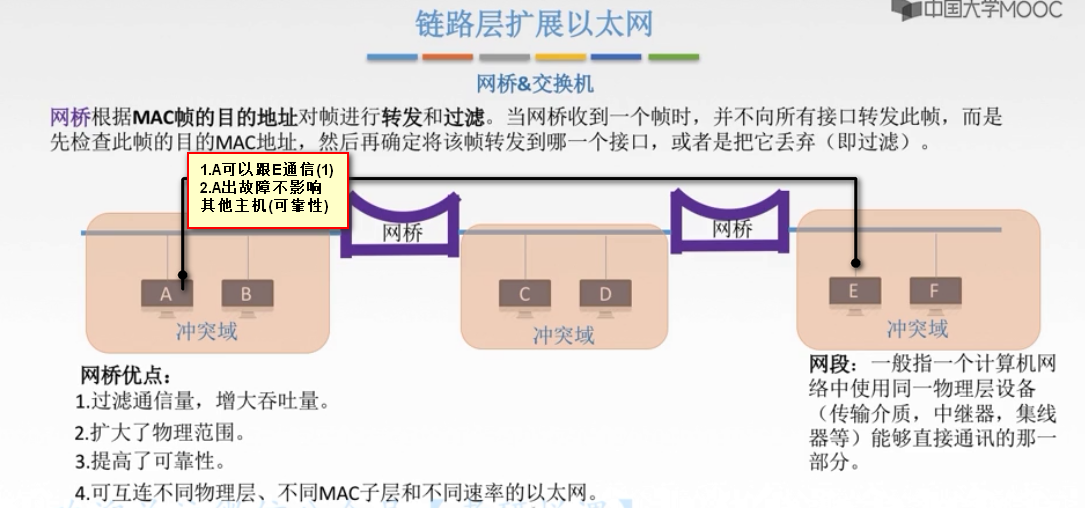 链路层扩展以太网
中国大学MOOC
网桥&交换机
网桥根据MAC帧的目的地址对帧进行转发和过滤。当网桥收到一个帧时，并不向所有接口转发此帧，而是
先检查此帧的目的MAC地址，然后再确定将该帧转发到哪一个接口，或者是把它丢弃（即过滤）。
1.A可以跟E通信(1)
2.A出故障不影响
其他主机(可靠性)
网桥
网桥
A
B
冲突域
C
D
冲突域
E
F
冲突域
网桥优点：
1.过滤通信量，增大吞吐量。
2.扩大了物理范围。
3.提高了可靠性。
4.可互连不同物理层、不同MAC子层和不同速率的以太网。
网段：一般指一个计算机网
络中使用同一物理层设备
（传输介质，中继器，集线
器等）能够直接通讯的那一
部分。